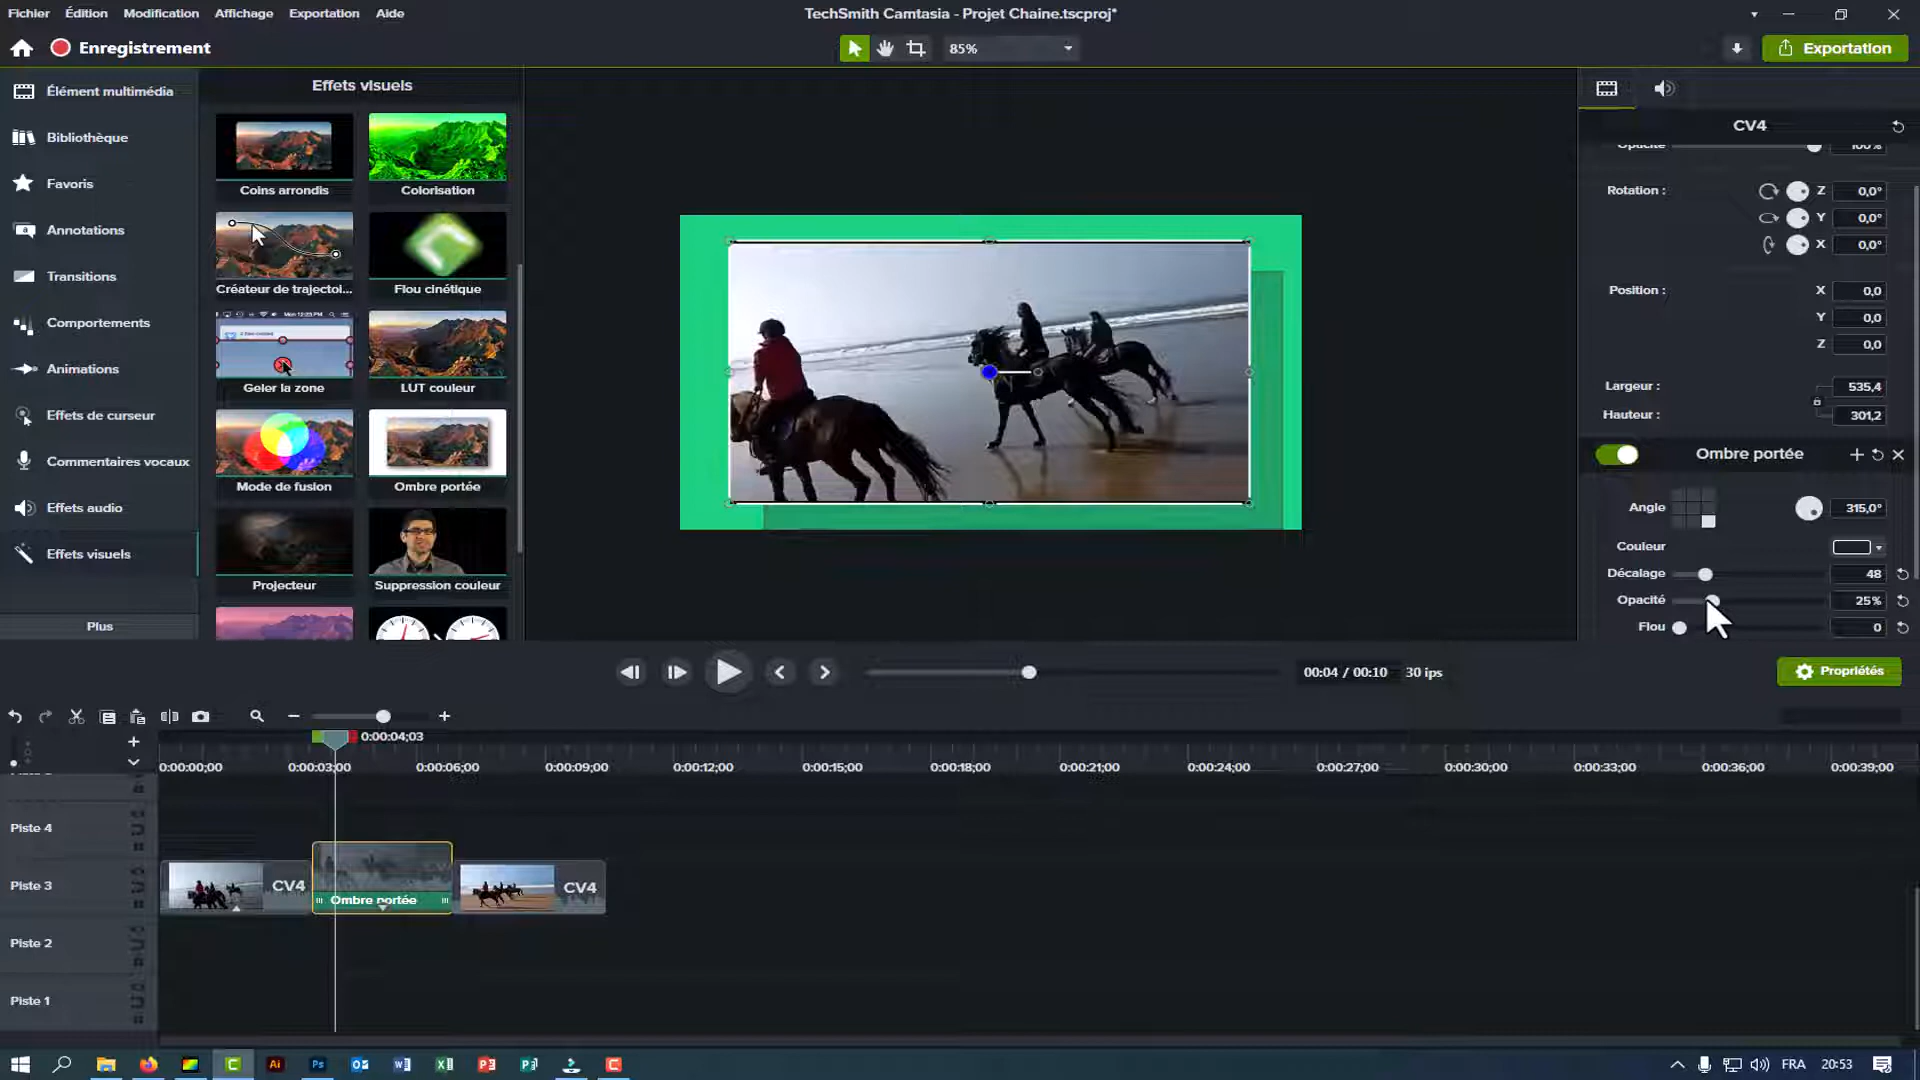 Fichier Édition Modification Affichage Exportation Aide
TechSmith Camtasia - Projet Chaine.tscproj*
Enregistrement
85%
Exportation
Élément multimédia
Bibliothèque
Favoris
Annotations
Transitions
Comportements
Animations
Effets de curseur
Commentaires vocaux
Effets audio
Effets visuels
Plus
Effets visuels
Coins arrondis
Colorisation
Créateur de trajectoi...
Flou cinétique
Geler la zone
LUT couleur
Mode de fusion
Ombre portée
Projecteur
Suppression couleur
CV4
Opacité 100%
Rotation : Z 0,0°
Y 0,0°
X 0,0°
Position : X 0,0
Y 0,0
Z 0,0
Largeur : 535,4
Hauteur : 301,2
Ombre portée
Angle 315,0°
Couleur
Décalage 48
Opacité 25%
Flou 0
00:04 / 00:10 30 ips
Propriétés
0:00:04;03
0:00:00;00 0:00:03;00 0:00:06;00 0:00:09;00 0:00:12;00 0:00:15;00 0:00:18;00 0:00:21;00 0:00:24;00 0:00:27;00 0:00:30;00 0:00:33;00 0:00:36;00 0:00:39;00
Piste 4
Piste 3
CV4
Ombre portée
CV4
Piste 2
Piste 1
FRA 20:53